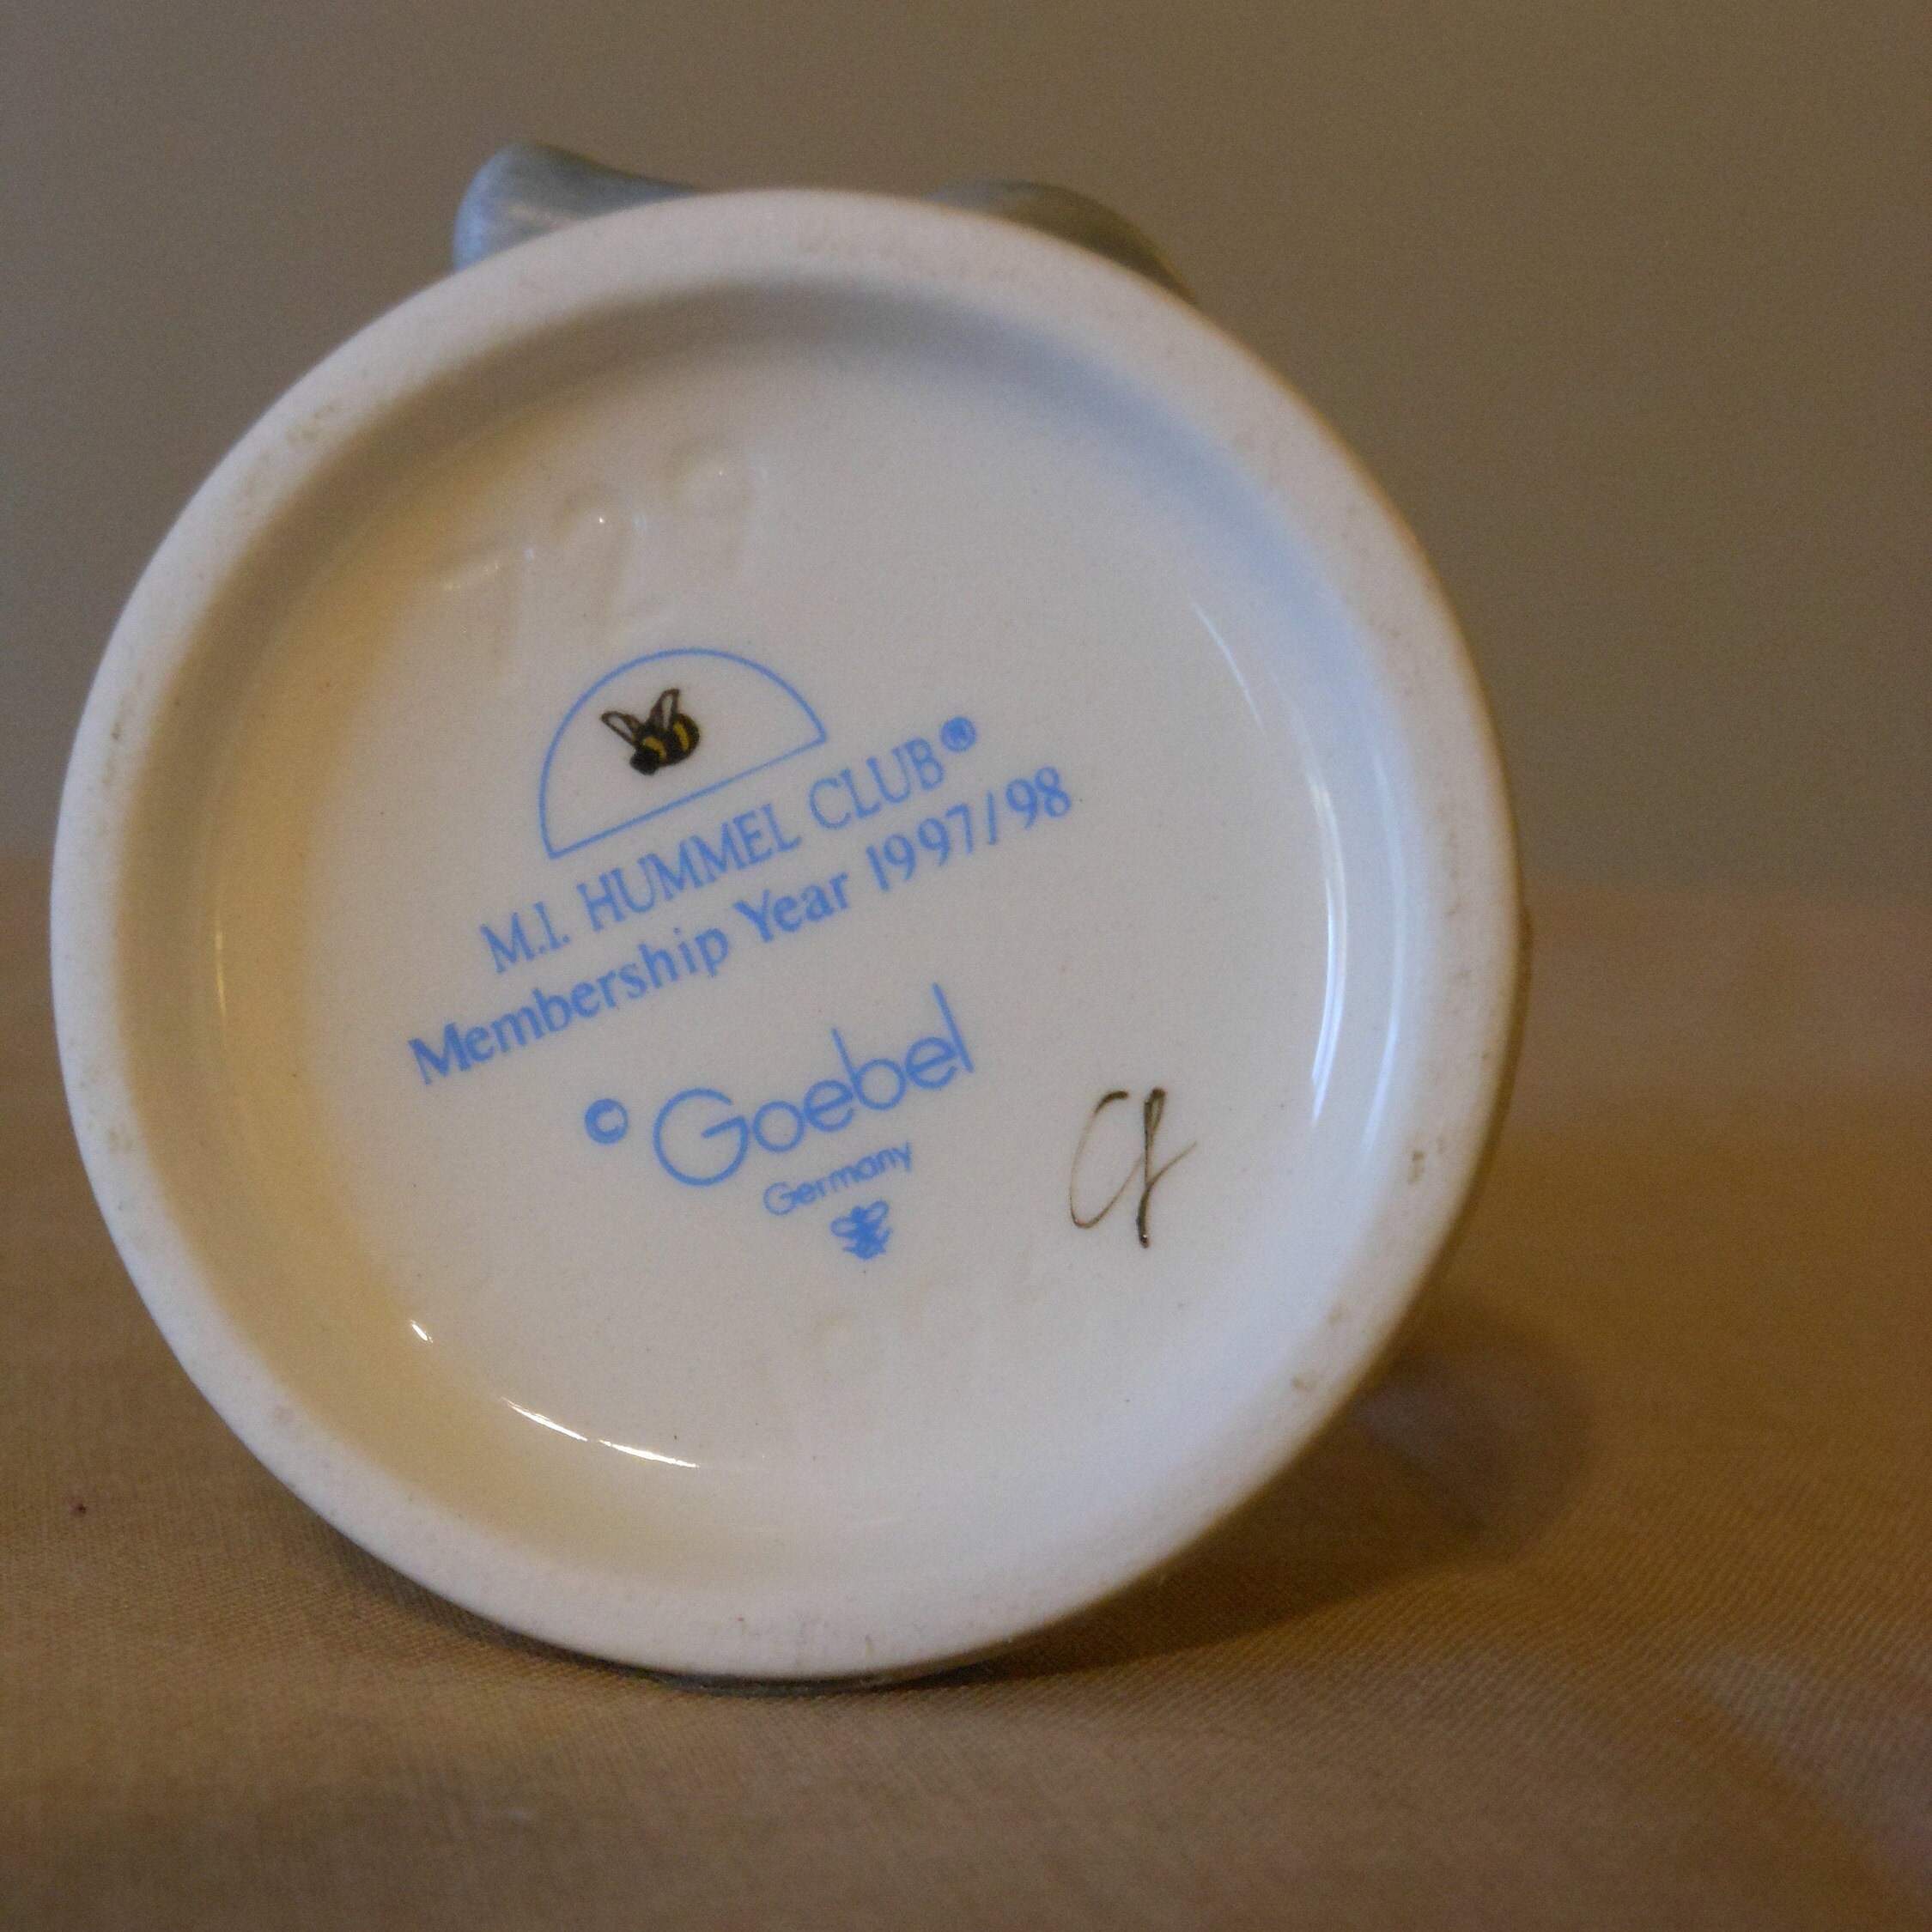 M.I. HUMMEL CLUB®
Membership Year 1997/98
© Goebel
Germany